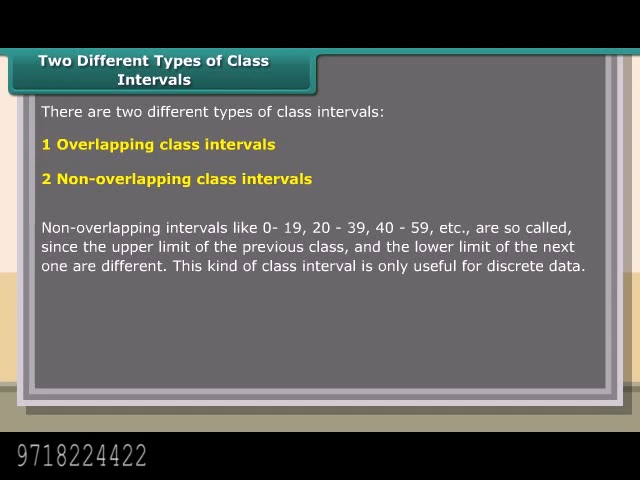 Two Different Types of Class
Intervals
There are two different types of class intervals:
1 Overlapping class intervals
2 Non-overlapping class intervals
Non-overlapping intervals like 0- 19, 20 - 39, 40 - 59, etc., are so called,
since the upper limit of the previous class, and the lower limit of the next
one are different. This kind of class interval is only useful for discrete data.
9718224422